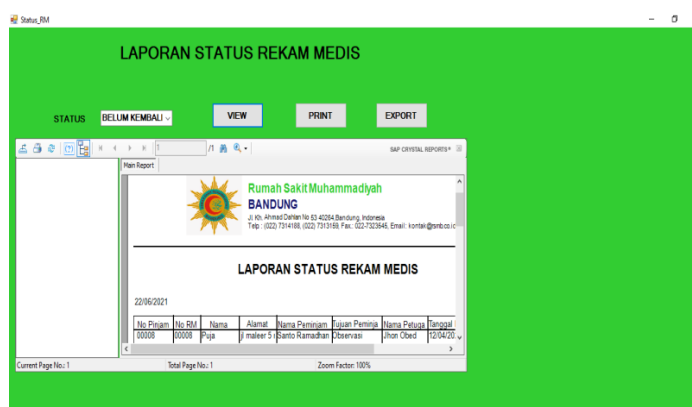 Status_RM
LAPORAN STATUS REKAM MEDIS
STATUS BELUM KEMBALI VIEW PRINT EXPORT
1 /1 SAP CRYSTAL REPORTS®
Main Report
Rumah Sakit Muhammadiyah
BANDUNG
Jl. Kh. Ahmad Dahlan No 53 40264,Bandung, Indonesia
Telp : (022) 7314188, (022) 7313169, Fax.: 022-7323545, Email: kontak@rsmb.co.ic
LAPORAN STATUS REKAM MEDIS
22/06/2021
No Pinjam No RM Nama Alamat Nama Peminjam Tujuan Peminja Nama Petuga Tanggal
00008 00008 Puja jl maleer 5 Santo Ramadhan Observasi Jhon Obed 12/04/20
Current Page No.: 1 Total Page No.: 1 Zoom Factor: 100%